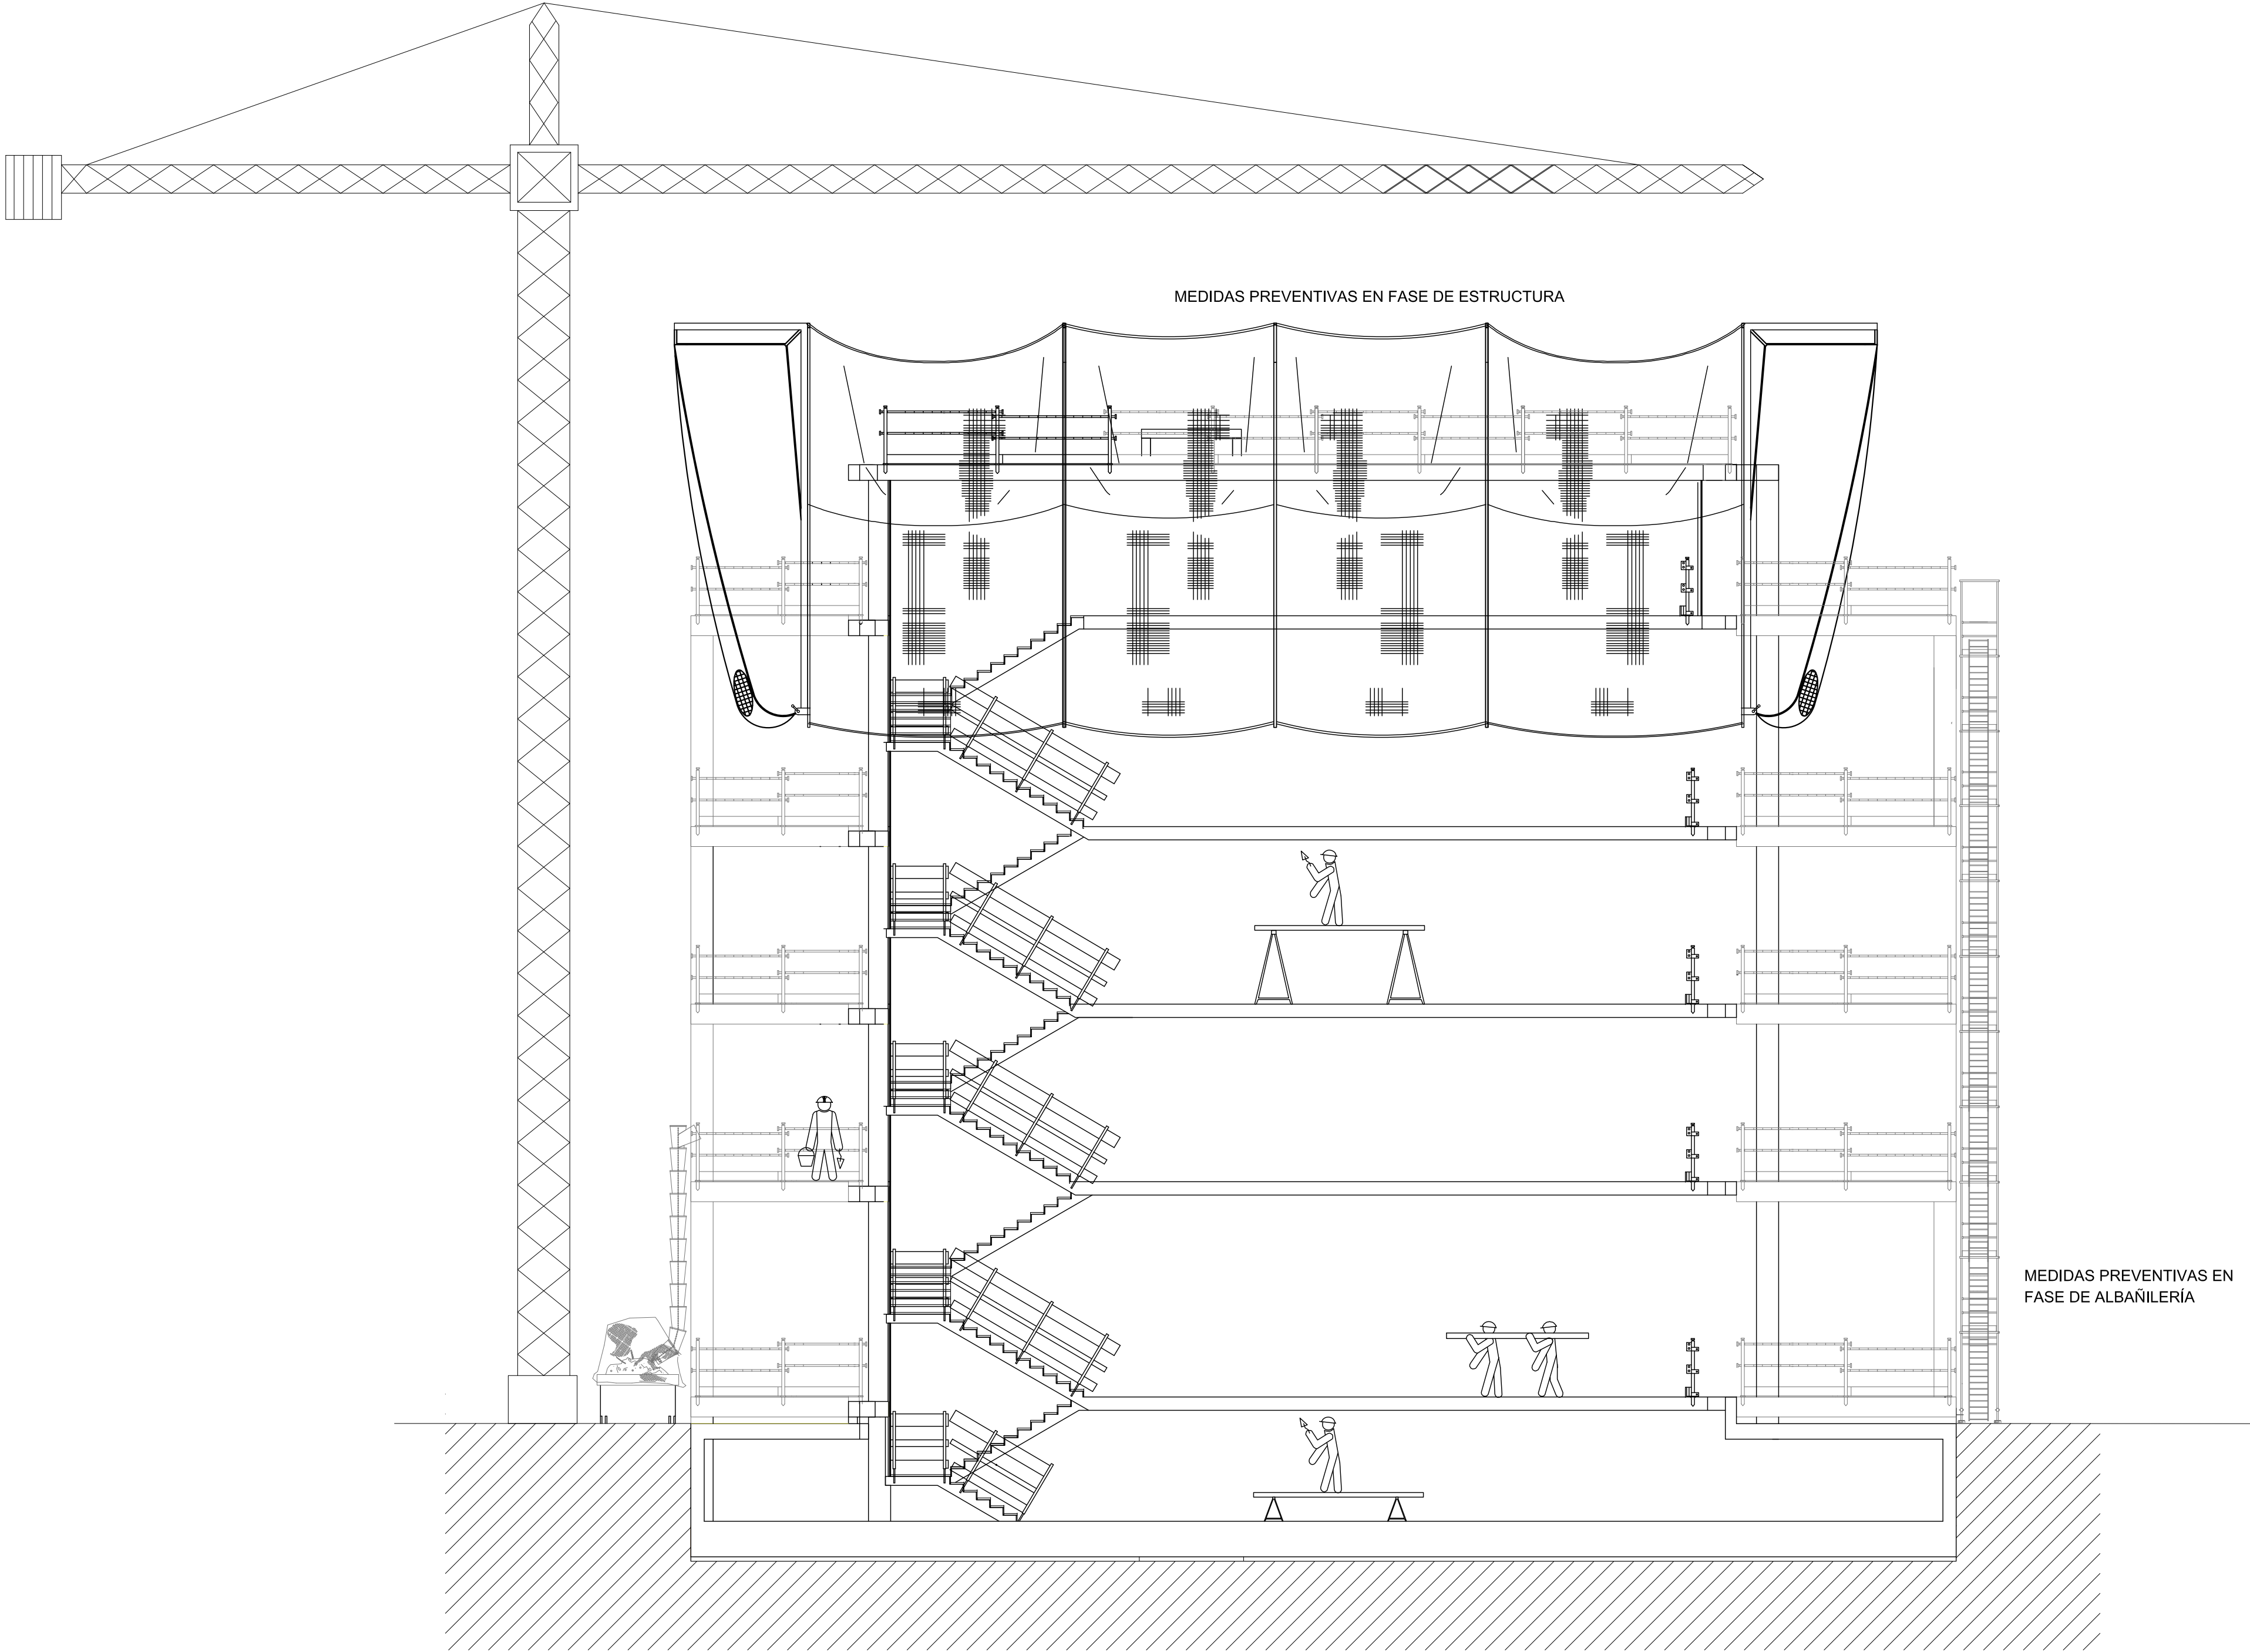 MEDIDAS PREVENTIVAS EN FASE DE ESTRUCTURA
MEDIDAS PREVENTIVAS EN
FASE DE ALBAÑILERÍA